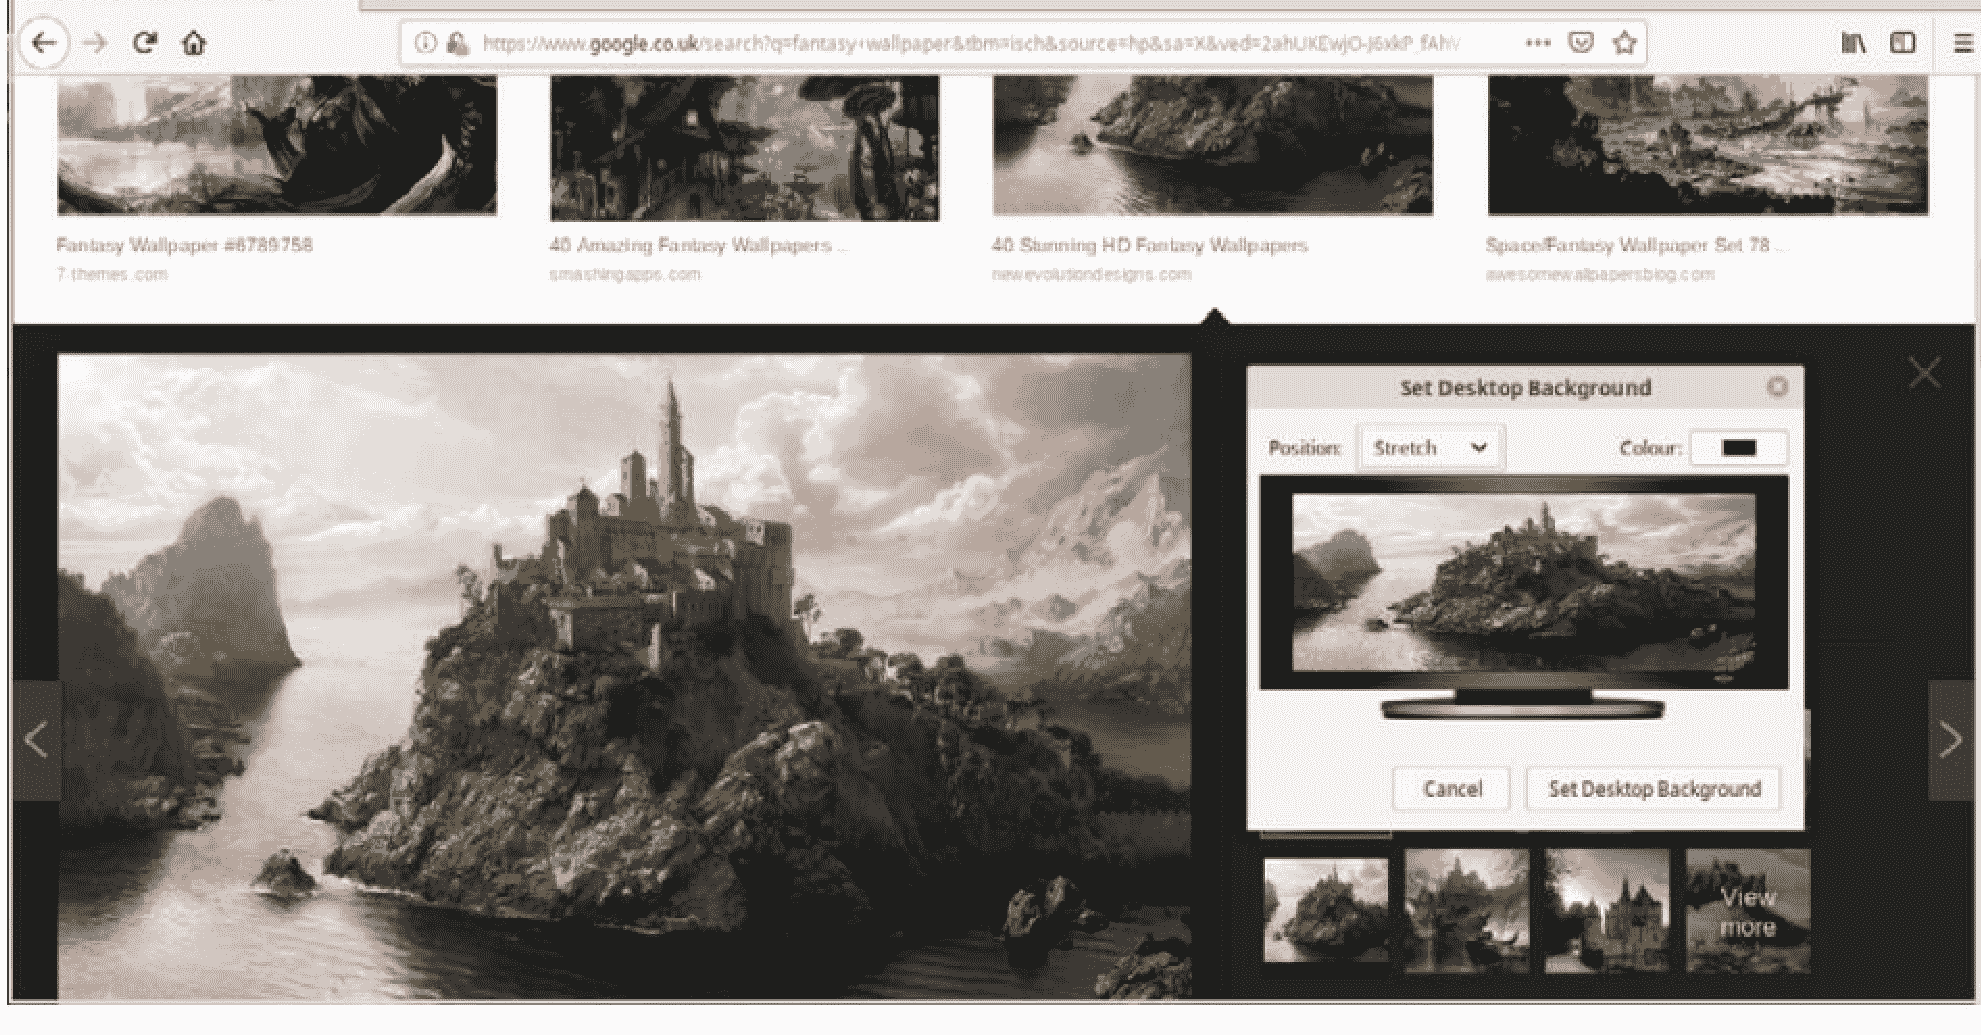 https://www.google.co.uk/search?q=fantasy+wallpaper&tbm=isch&source=hp&sa=X&ved=2ahUKEwjO-J6xkP_fAhV
Fantasy Wallpaper #6789758
7-themes.com
40 Amazing Fantasy Wallpapers ...
smashingapps.com
40 Stunning HD Fantasy Wallpapers
newevolutiondesigns.com
Space/Fantasy Wallpaper Set 78 ...
awesomewallpapersblog.com
Set Desktop Background
Position: Stretch Colour:
Cancel Set Desktop Background
View
more